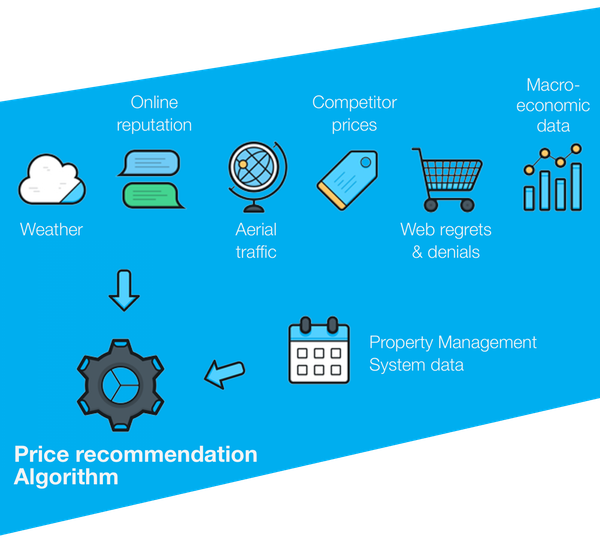 Macro-
economic
data
Online
reputation
Competitor
prices
Weather
Aerial
traffic
Web regrets
& denials
Property Management
System data
Price recommendation
Algorithm